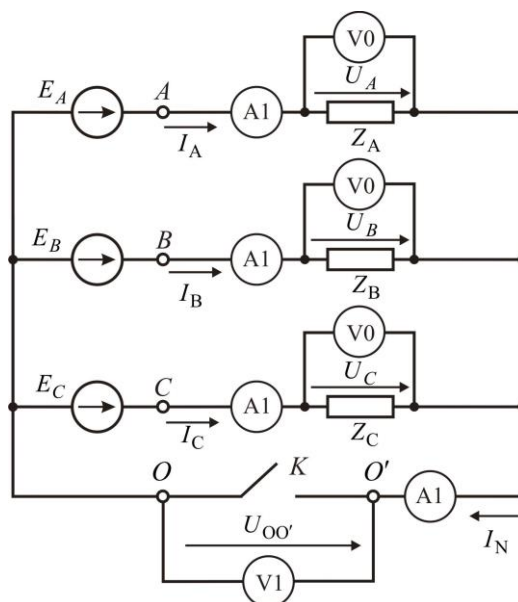 V0
E_A A U_A
A1
I_A Z_A
V0
E_B B U_B
A1
I_B Z_B
V0
E_C C U_C
A1
I_C Z_C
O K O′
A1
U_OO′ I_N
V1